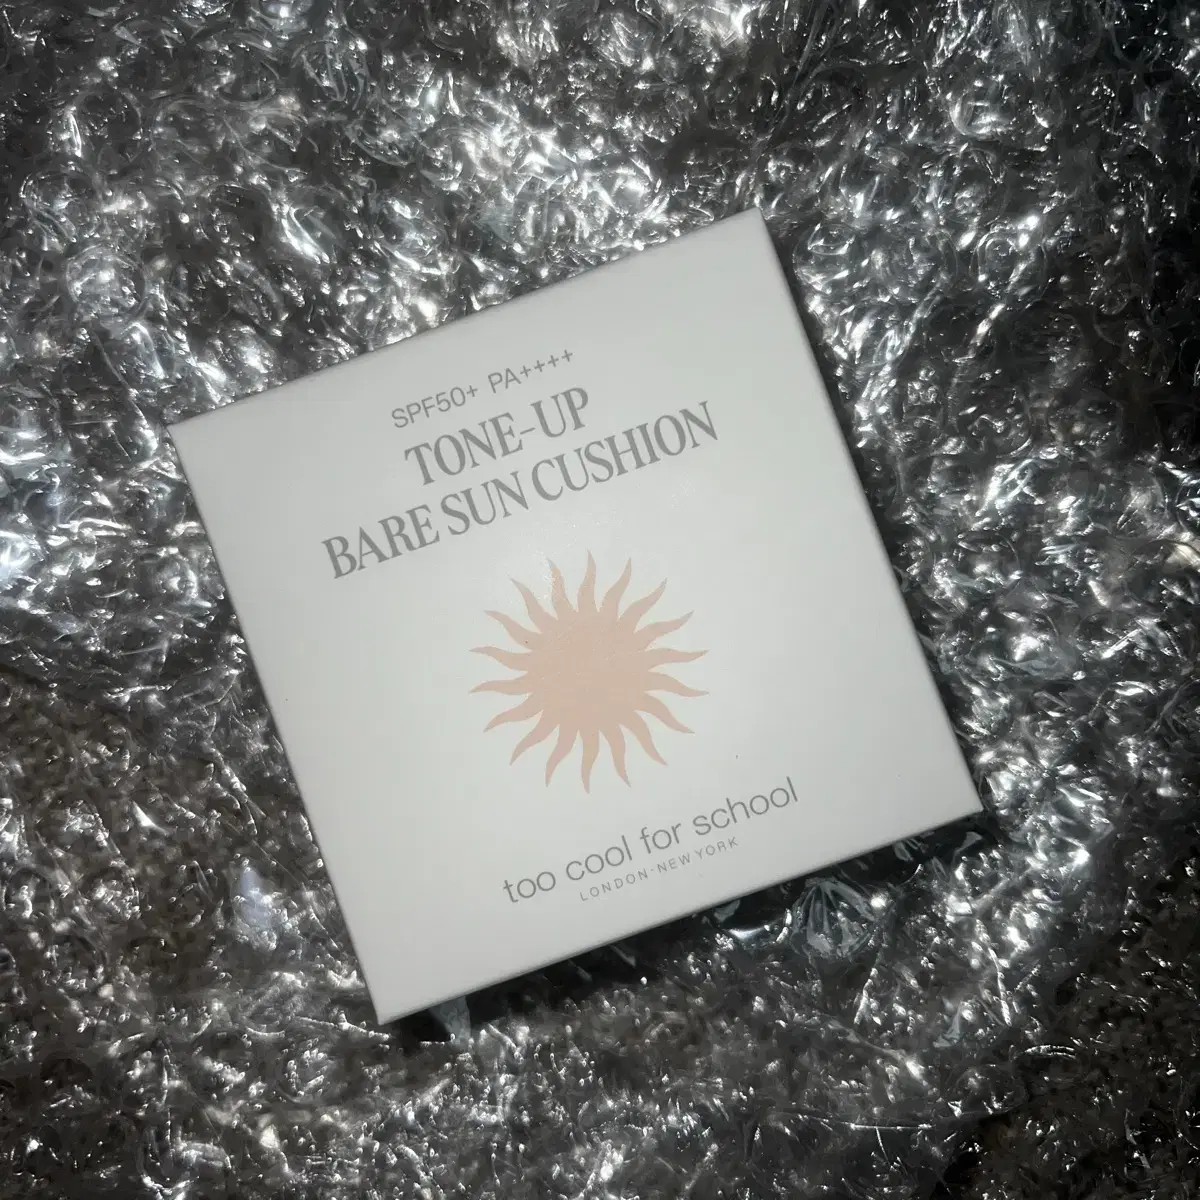 SPF50+ PA++++
TONE-UP
BARE SUN CUSHION
too cool for school
LONDON·NEW YORK